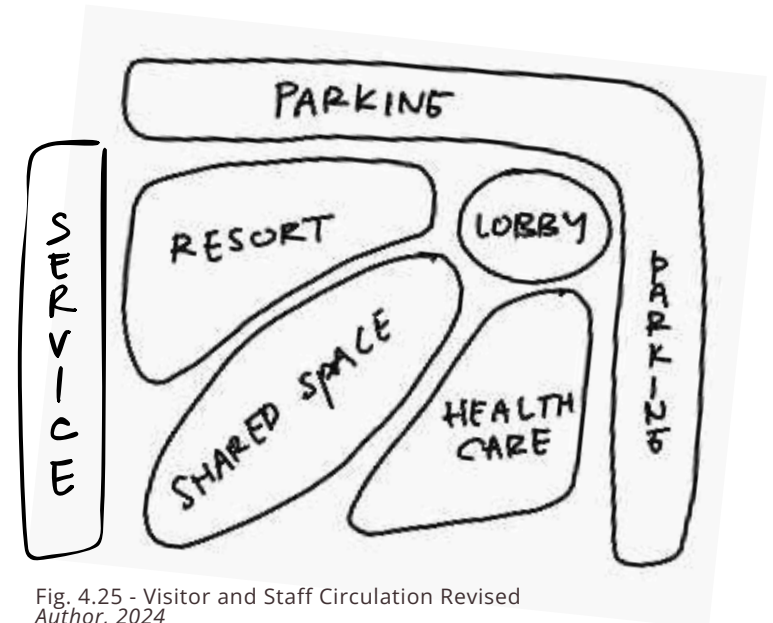 PARKING
RESORT
LOBBY
SERVICE
PARKING
SHARED SPACE
HEALTH
CARE
Fig. 4.25 - Visitor and Staff Circulation Revised
Author, 2024